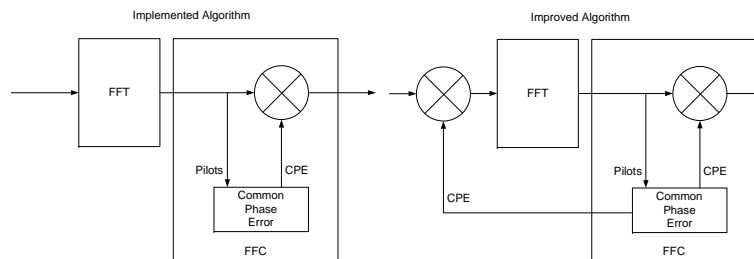 Implemented Algorithm
Improved Algorithm
FFT
FFT
Pilots
CPE
Pilots
CPE
CPE
Common
Phase
Error
Common
Phase
Error
FFC
FFC